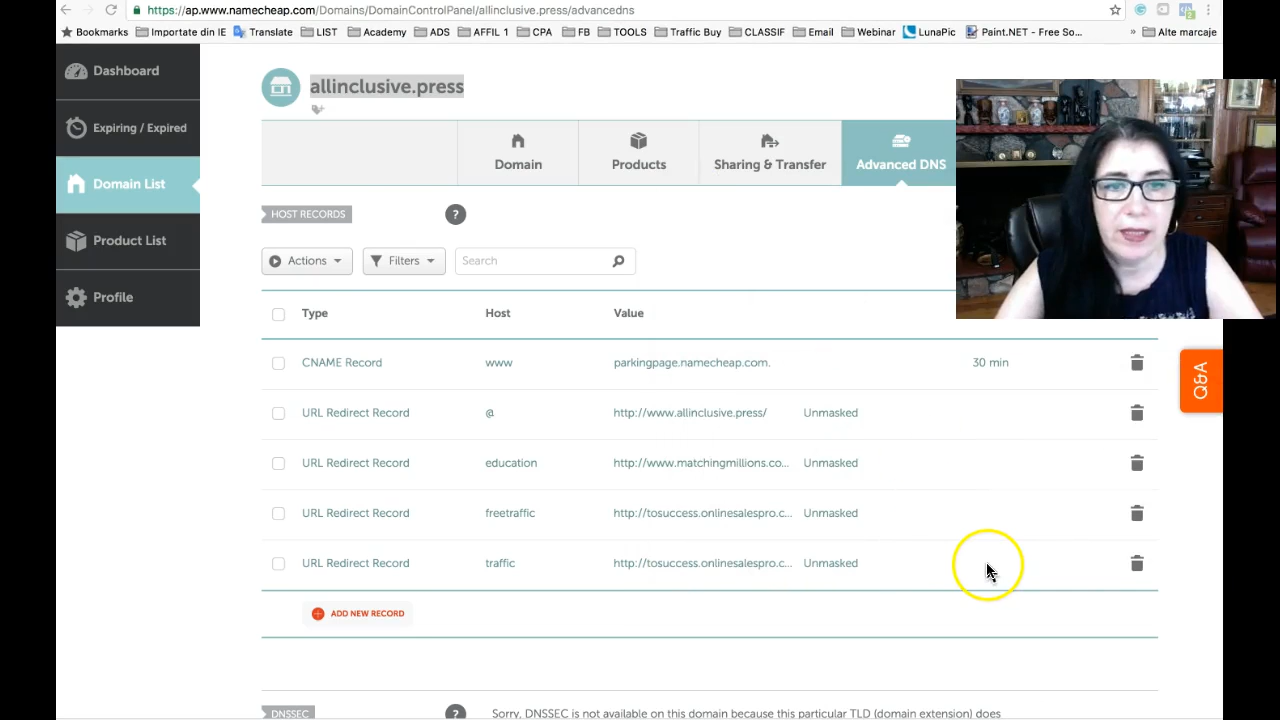 https://ap.www.namecheap.com/Domains/DomainControlPanel/allinclusive.press/advancedns
Bookmarks Importate din IE Translate LIST Academy ADS AFFIL 1 CPA FB TOOLS Traffic Buy CLASSIF Email Webinar LunaPic Paint.NET - Free So... » Alte marcaje
Dashboard
Expiring / Expired
Domain List
Product List
Profile
allinclusive.press
Domain Products Sharing & Transfer Advanced DNS
HOST RECORDS ?
Actions Filters Search
Type Host Value
CNAME Record www parkingpage.namecheap.com. 30 min
URL Redirect Record @ http://www.allinclusive.press/ Unmasked
URL Redirect Record education http://www.matchingmillions.co... Unmasked
URL Redirect Record freetraffic http://tosuccess.onlinesalespro.c... Unmasked
URL Redirect Record traffic http://tosuccess.onlinesalespro.c... Unmasked
ADD NEW RECORD
Q&A
DNSSEC ? Sorry, DNSSEC is not available on this domain because this particular TLD (domain extension) does